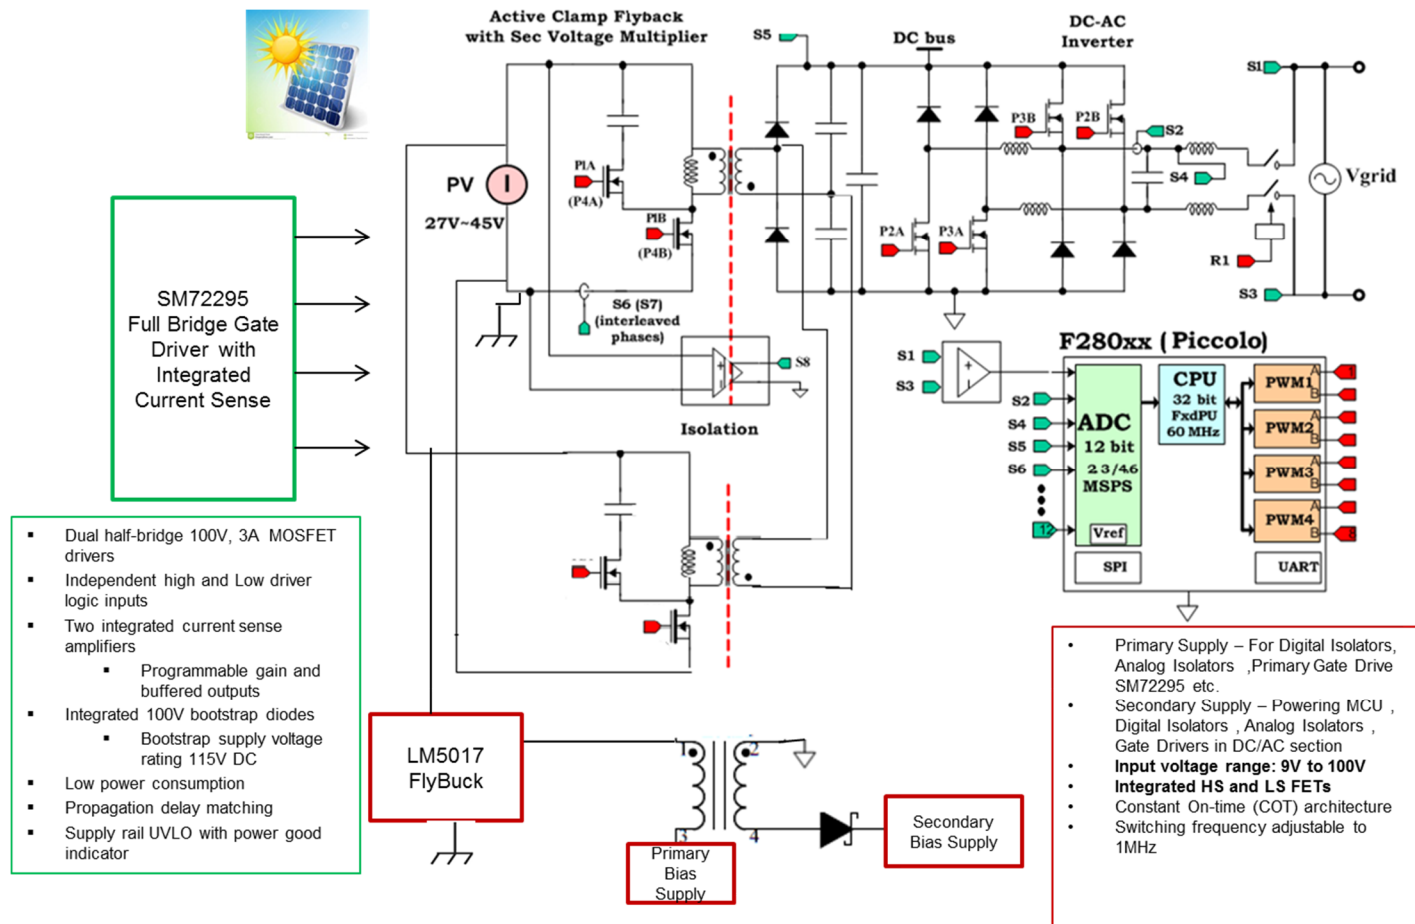 Active Clamp Flyback
with Sec Voltage Multiplier
S5
DC bus
DC-AC
Inverter
S1
P3B
P2B
S2
S4
Vgrid
P1A
(P4A)
PV
I
27V~45V
P1B
(P4B)
P2A
P3A
R1
S3
S6 (S7)
(interleaved
phases)
S8
Isolation
SM72295
Full Bridge Gate
Driver with
Integrated
Current Sense
F280xx ( Piccolo)
S1
S3
S2
S4
S5
S6
12
ADC
12 bit
2.3/4.6
MSPS
Vref
CPU
32 bit
FxdPU
60 MHz
PWM1
A
B
1
PWM2
A
B
PWM3
A
B
PWM4
A
B
8
SPI
UART
▪ Dual half-bridge 100V, 3A MOSFET
drivers
▪ Independent high and Low driver
logic inputs
▪ Two integrated current sense
amplifiers
▪ Programmable gain and
buffered outputs
▪ Integrated 100V bootstrap diodes
▪ Bootstrap supply voltage
rating 115V DC
▪ Low power consumption
▪ Propagation delay matching
▪ Supply rail UVLO with power good
indicator
• Primary Supply – For Digital Isolators,
Analog Isolators ,Primary Gate Drive
SM72295 etc.
• Secondary Supply – Powering MCU ,
Digital Isolators , Analog Isolators ,
Gate Drivers in DC/AC section
• Input voltage range: 9V to 100V
• Integrated HS and LS FETs
• Constant On-time (COT) architecture
• Switching frequency adjustable to
1MHz
LM5017
FlyBuck
1
2
3
4
Primary
Bias
Supply
Secondary
Bias Supply